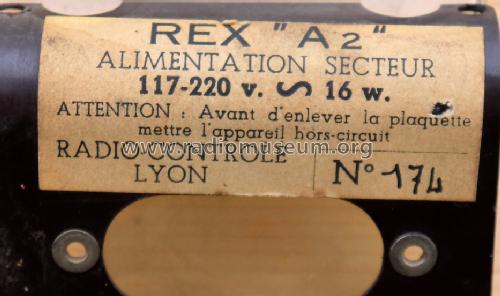 REX "A2"
ALIMENTATION SECTEUR
117-220 v. ∽ 16 w.
ATTENTION : Avant d'enlever la plaquette
mettre l'appareil hors-circuit
www.radiomuseum.org
RADIO-CONTROLE
LYON
N° 174